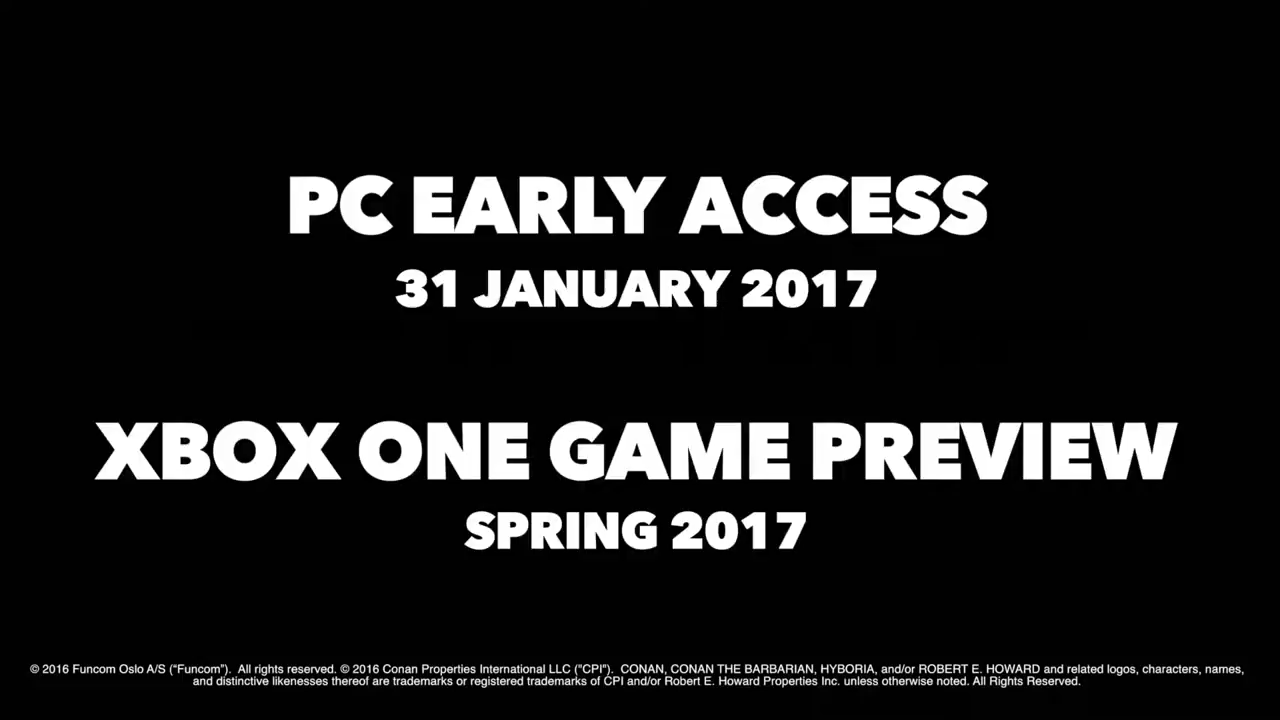 PC EARLY ACCESS
31 JANUARY 2017
XBOX ONE GAME PREVIEW
SPRING 2017
© 2016 Funcom Oslo A/S (“Funcom”).  All rights reserved. © 2016 Conan Properties International LLC ("CPI").  CONAN, CONAN THE BARBARIAN, HYBORIA, and/or ROBERT E. HOWARD and related logos, characters, names,
and distinctive likenesses thereof are trademarks or registered trademarks of CPI and/or Robert E. Howard Properties Inc. unless otherwise noted. All Rights Reserved.